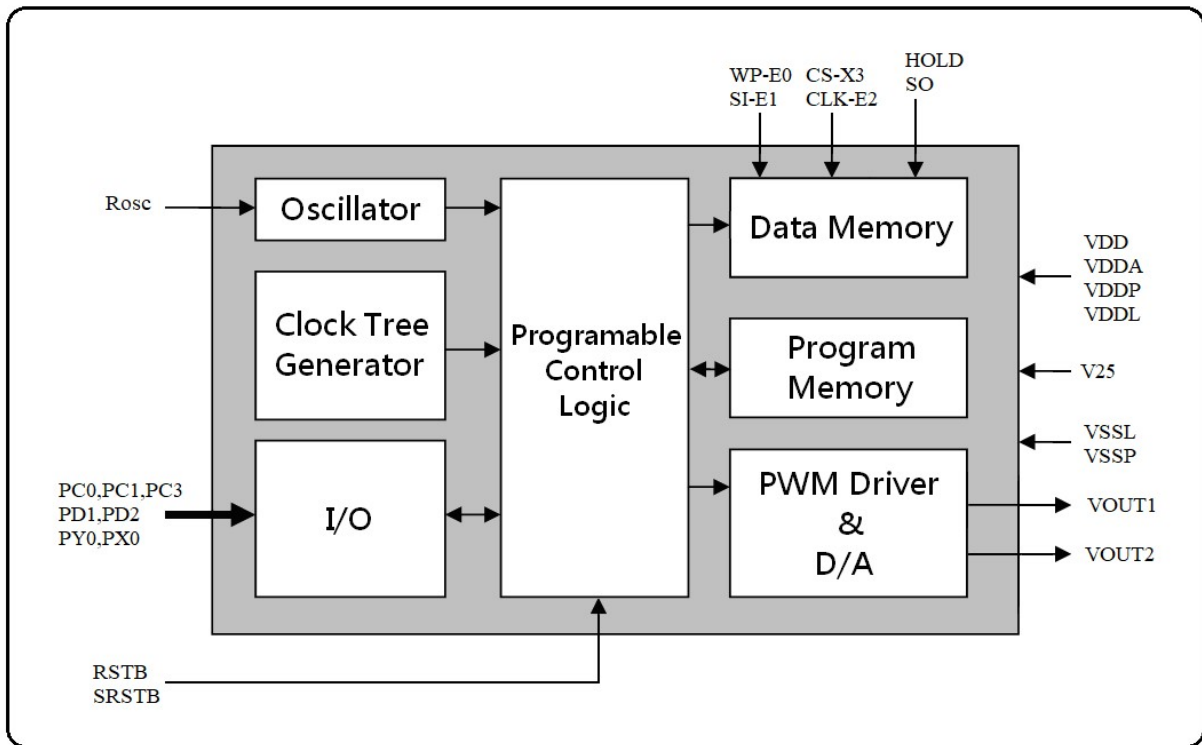 WP-E0
SI-E1
CS-X3
CLK-E2
HOLD
SO
Rosc
Oscillator
Data Memory
VDD
VDDA
VDDP
VDDL
Clock Tree
Generator
Programable
Control
Logic
Program
Memory
V25
VSSL
VSSP
PC0,PC1,PC3
PD1,PD2
PY0,PX0
I/O
PWM Driver
&
D/A
VOUT1
VOUT2
RSTB
SRSTB